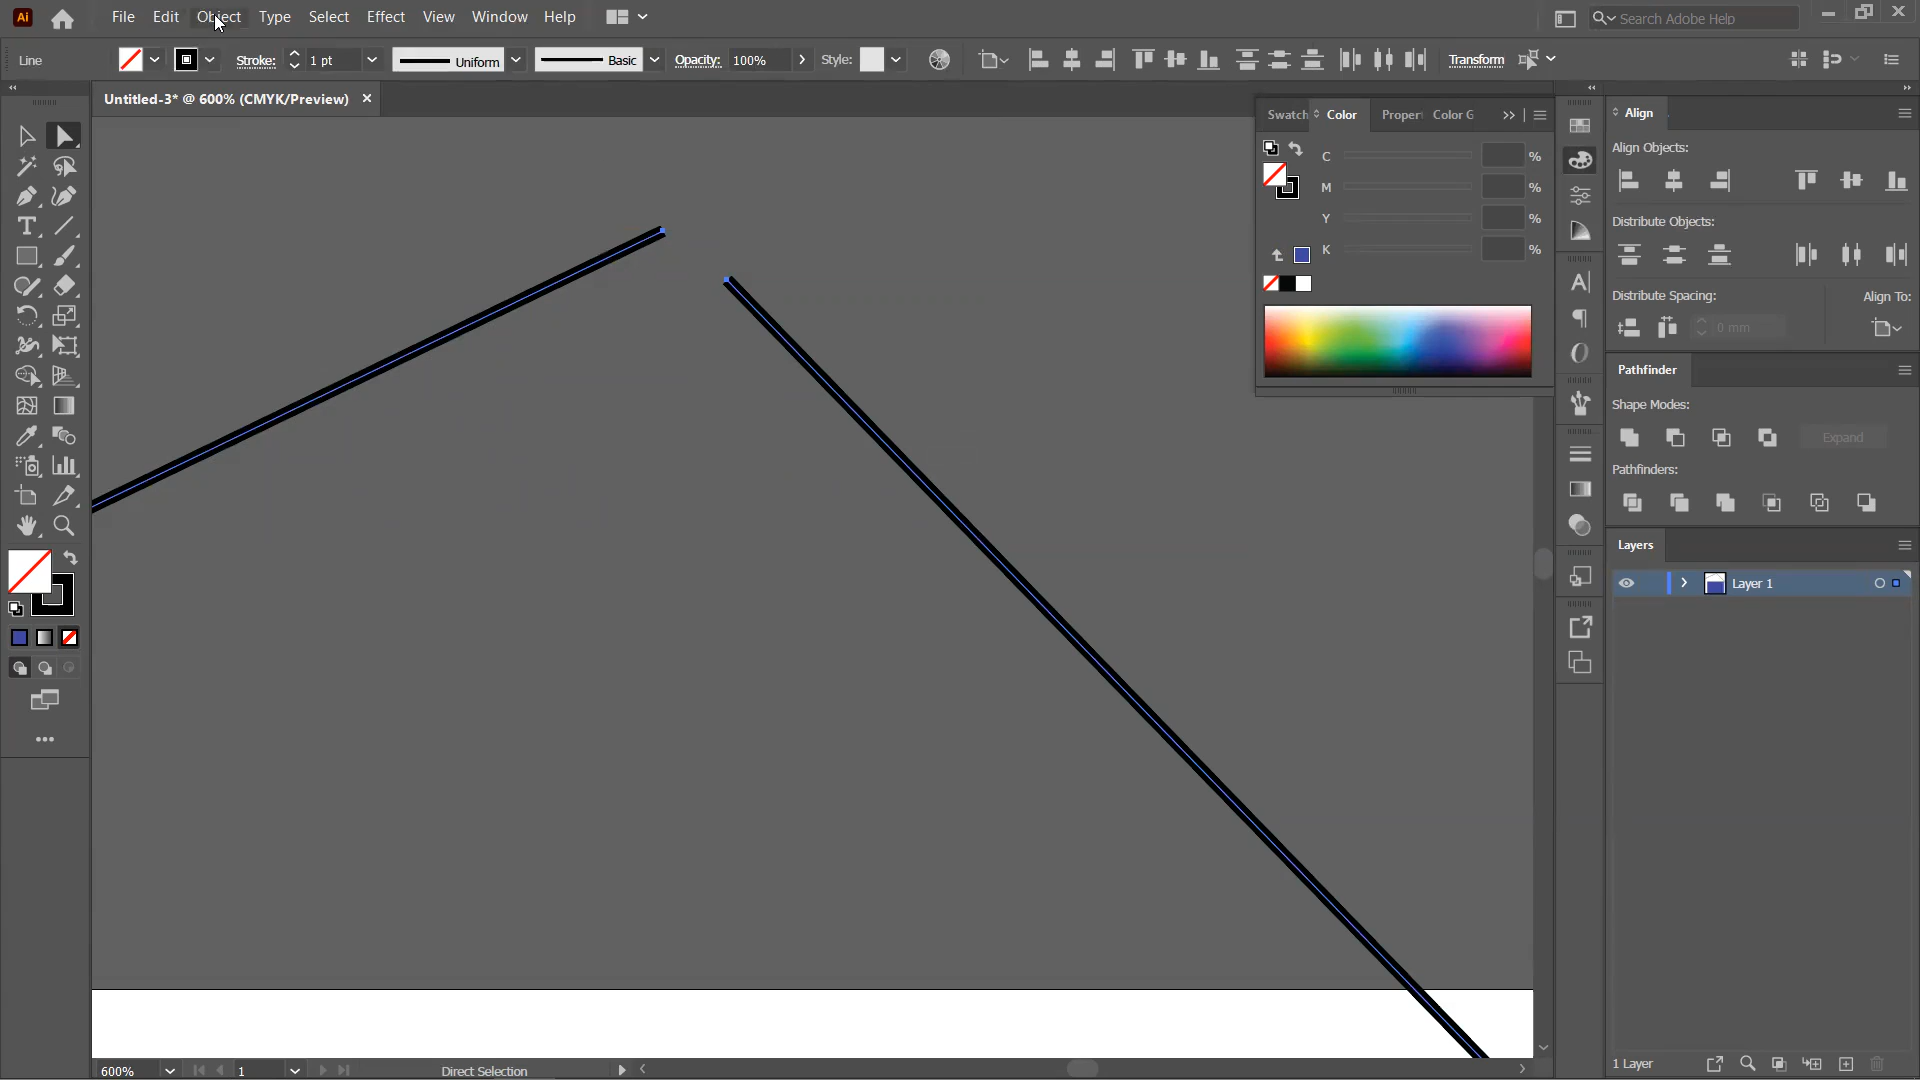 Ai File Edit Object Type Select Effect View Window Help Search Adobe Help
Line Stroke: 1 pt Uniform Basic Opacity: 100% Style: Transform
Untitled-3* @ 600% (CMYK/Preview)
Swatch Color Proper Color G
C %
M %
Y %
K %
Align
Align Objects:
Distribute Objects:
Distribute Spacing: Align To:
0 mm
Pathfinder
Shape Modes:
Expand
Pathfinders:
Layers
Layer 1
1 Layer
600% 1 Direct Selection